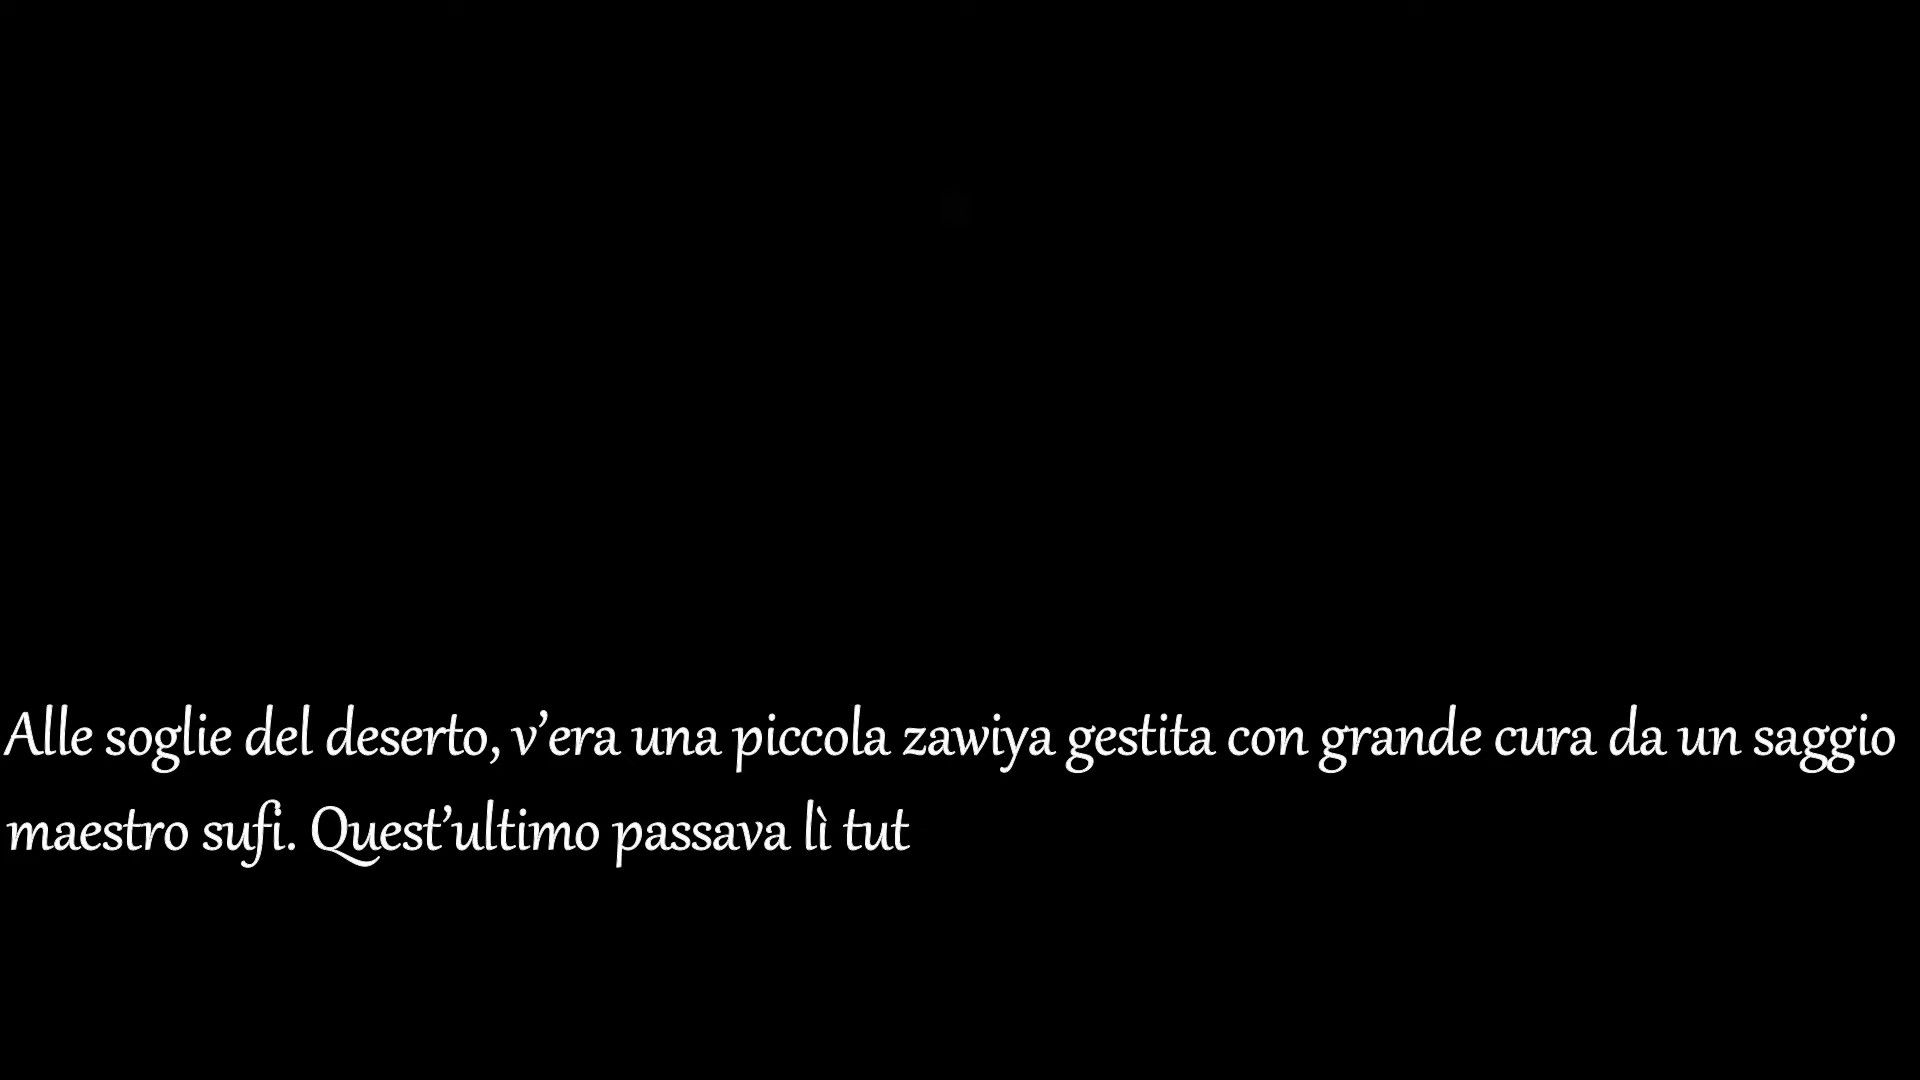 Alle soglie del deserto, v’era una piccola zawiya gestita con grande cura da un saggio
maestro sufi. Quest’ultimo passava lì tut